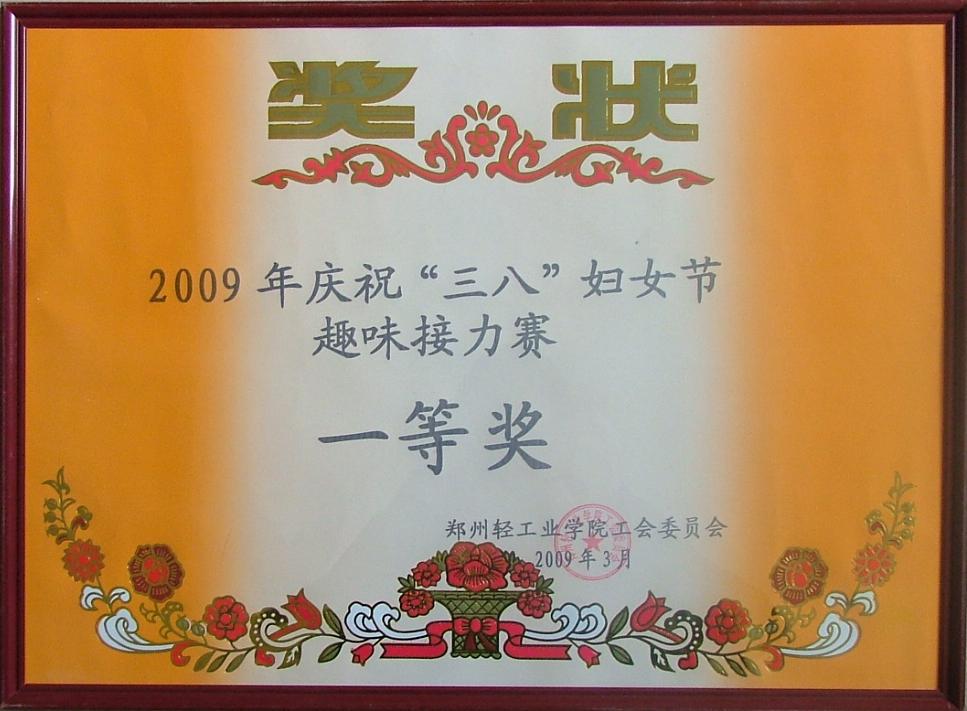 奖 状
2009年庆祝“三八”妇女节
趣味接力赛
一等奖
郑州轻工业学院工会委员会
2009年3月